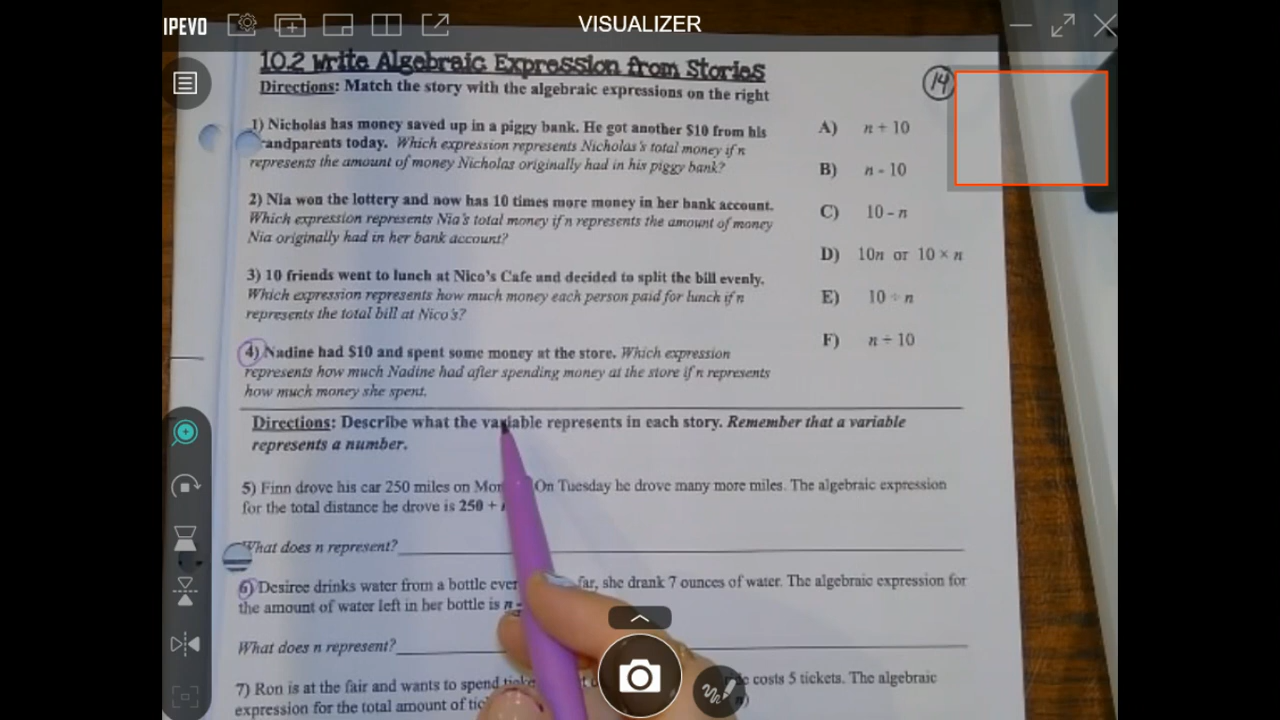 IPEVO
VISUALIZER
10.2 Write Algebraic Expression from Stories
Directions: Match the story with the algebraic expressions on the right
14
1) Nicholas has money saved up in a piggy bank. He got another $10 from his
randparents today. Which expression represents Nicholas's total money if n
represents the amount of money Nicholas originally had in his piggy bank?
A) n + 10
B) n - 10
2) Nia won the lottery and now has 10 times more money in her bank account.
Which expression represents Nia's total money if n represents the amount of money
Nia originally had in her bank account?
C) 10 - n
D) 10n or 10 × n
3) 10 friends went to lunch at Nico's Cafe and decided to split the bill evenly.
Which expression represents how much money each person paid for lunch if n
represents the total bill at Nico's?
E) 10 ÷ n
F) n ÷ 10
4) Nadine had $10 and spent some money at the store. Which expression
represents how much Nadine had after spending money at the store if n represents
how much money she spent.
Directions: Describe what the variable represents in each story. Remember that a variable
represents a number.
5) Finn drove his car 250 miles on Mon On Tuesday he drove many more miles. The algebraic expression
for the total distance he drove is 250 +
What does n represent?
6) Desiree drinks water from a bottle ever far, she drank 7 ounces of water. The algebraic expression for
the amount of water left in her bottle is n -
What does n represent?
7) Ron is at the fair and wants to spend costs 5 tickets. The algebraic
expression for the total amount of